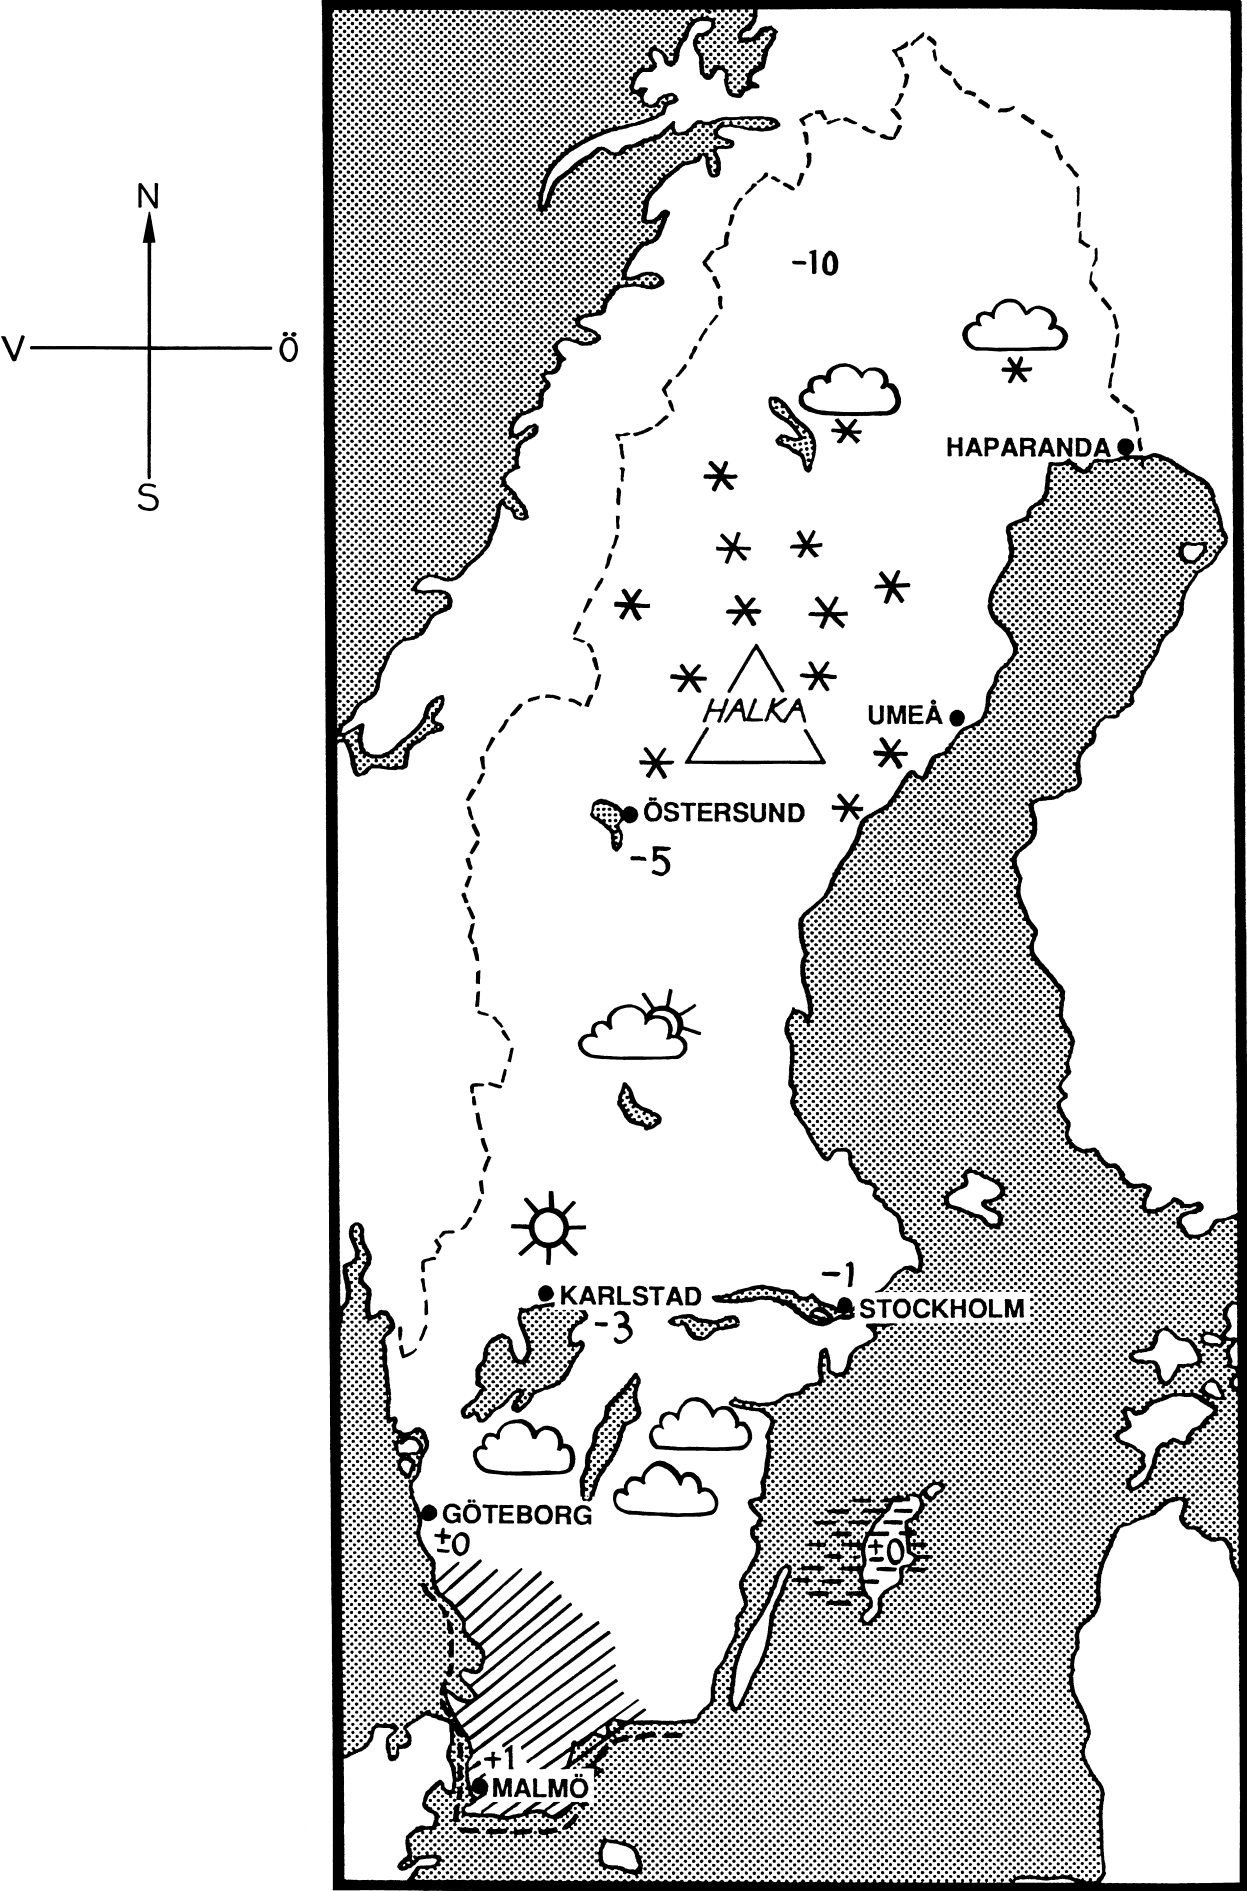 N
V Ö
S
-10
HAPARANDA
HALKA
UMEÅ
ÖSTERSUND
-5
-1
KARLSTAD
STOCKHOLM
-3
GÖTEBORG
±0
±0
+1
MALMÖ